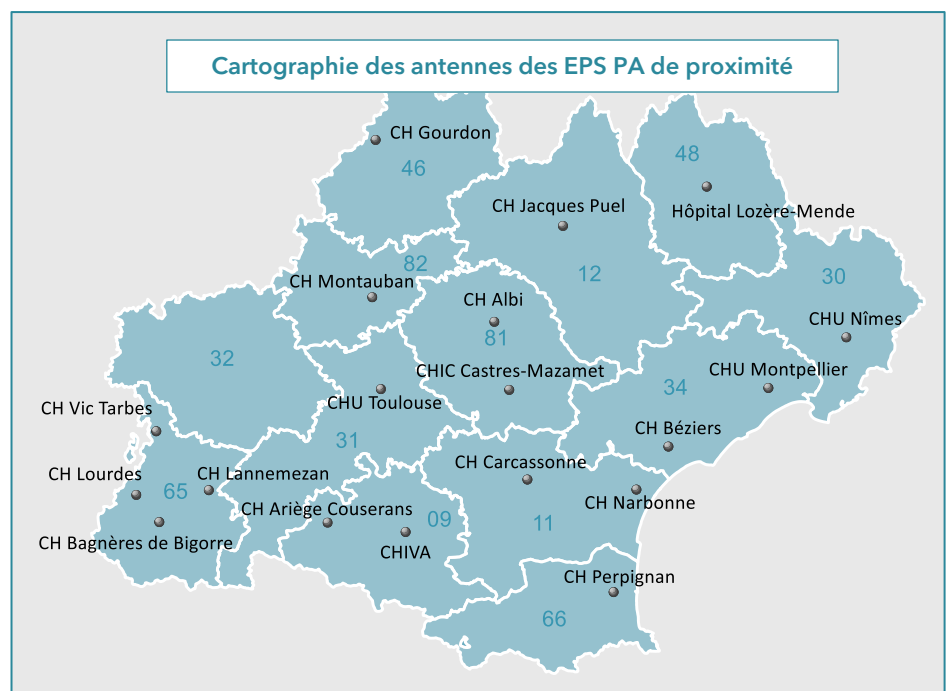 Cartographie des antennes des EPS PA de proximité
CH Gourdon
46
48
Hôpital Lozère-Mende
CH Jacques Puel
12
82
CH Montauban
30
CHU Nîmes
CH Albi
81
CHIC Castres-Mazamet
32
34
CHU Montpellier
CHU Toulouse
31
CH Vic Tarbes
CH Béziers
CH Lourdes
65
CH Lannemezan
CH Bagnères de Bigorre
CH Ariège Couserans
09
CHIVA
CH Carcassonne
CH Narbonne
11
CH Perpignan
66